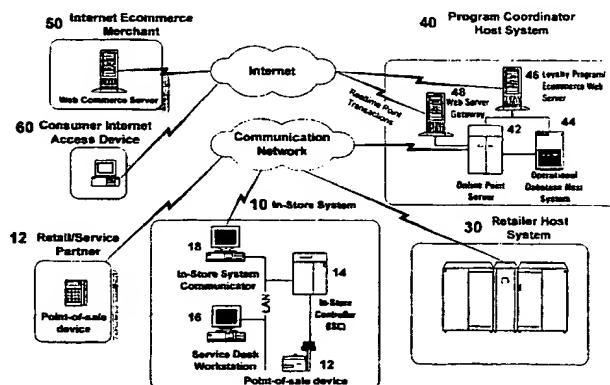 50 Internet Ecommerce
Merchant
Web Commerce Server
60 Consumer Internet
Access Device
12 Retail/Service
Partner
Point-of-sale
device
Internet
Communication
Network
Realtime Point
Transactions
40 Program Coordinator
Host System
46 Loyalty Program/
Ecommerce Web
Server
48 Web Server
Gateway
42
44
Online Point
Server
Operational
Database Host
System
10 In-Store System
18
In-Store System
Communicator
LAN
14
In-Store
Controller
(ISC)
16
Service Desk
Workstation
12
Point-of-sale device
30 Retailer Host
System